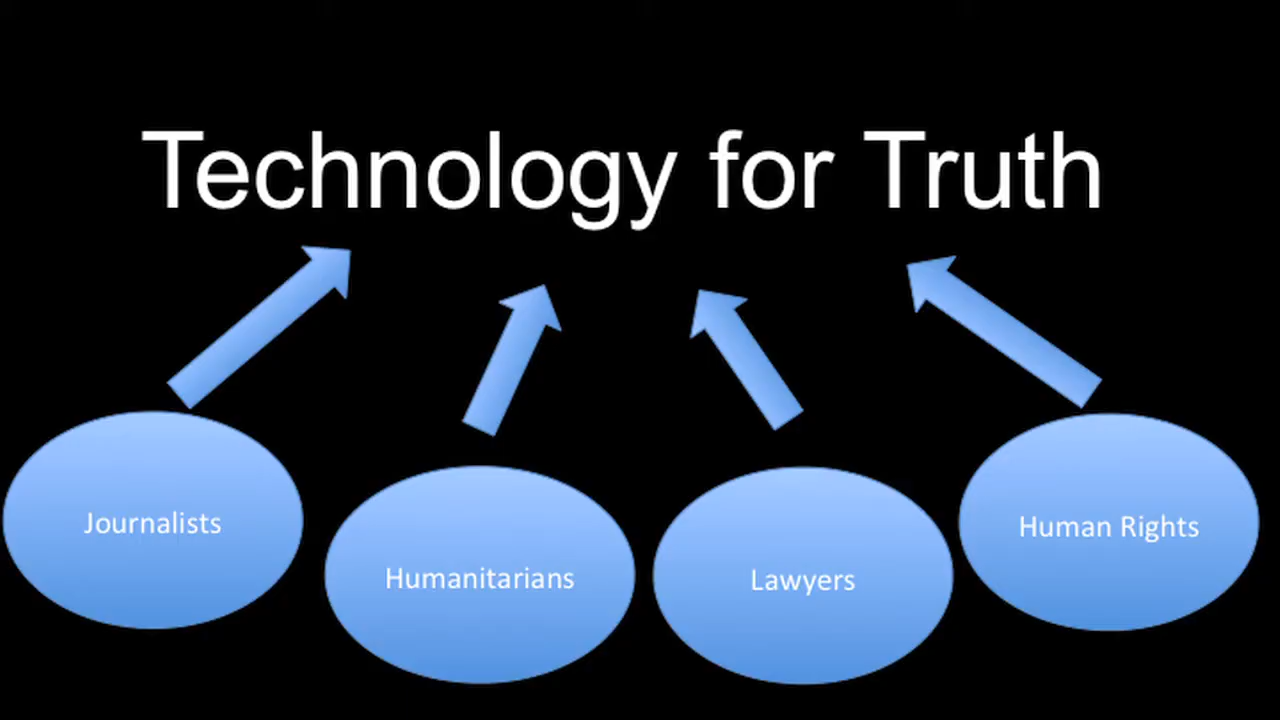 Technology for Truth
Journalists
Humanitarians
Lawyers
Human Rights